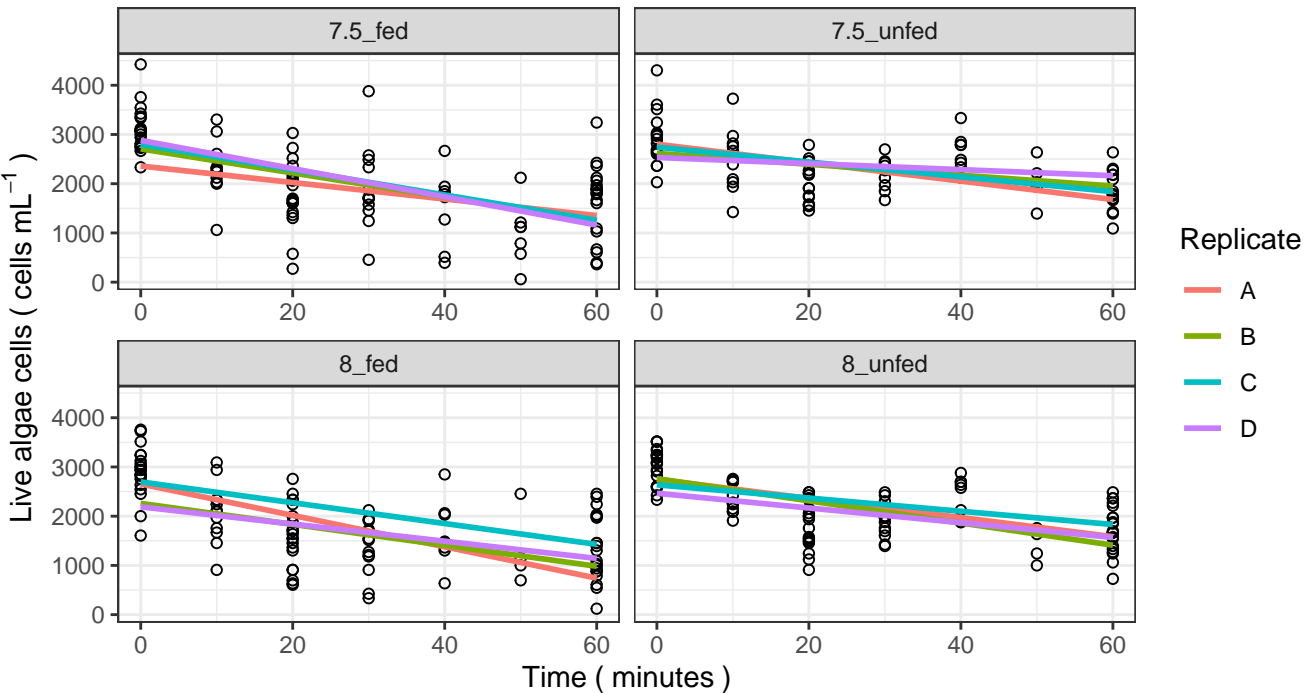 7.5_fed 7.5_unfed
4000
3000
2000
1000
0
0 20 40 60 0 20 40 60
8_fed 8_unfed
4000
3000
2000
1000
0
0 20 40 60 0 20 40 60
Live algae cells ( cells mL⁻¹ )
Time ( minutes )
Replicate
A
B
C
D